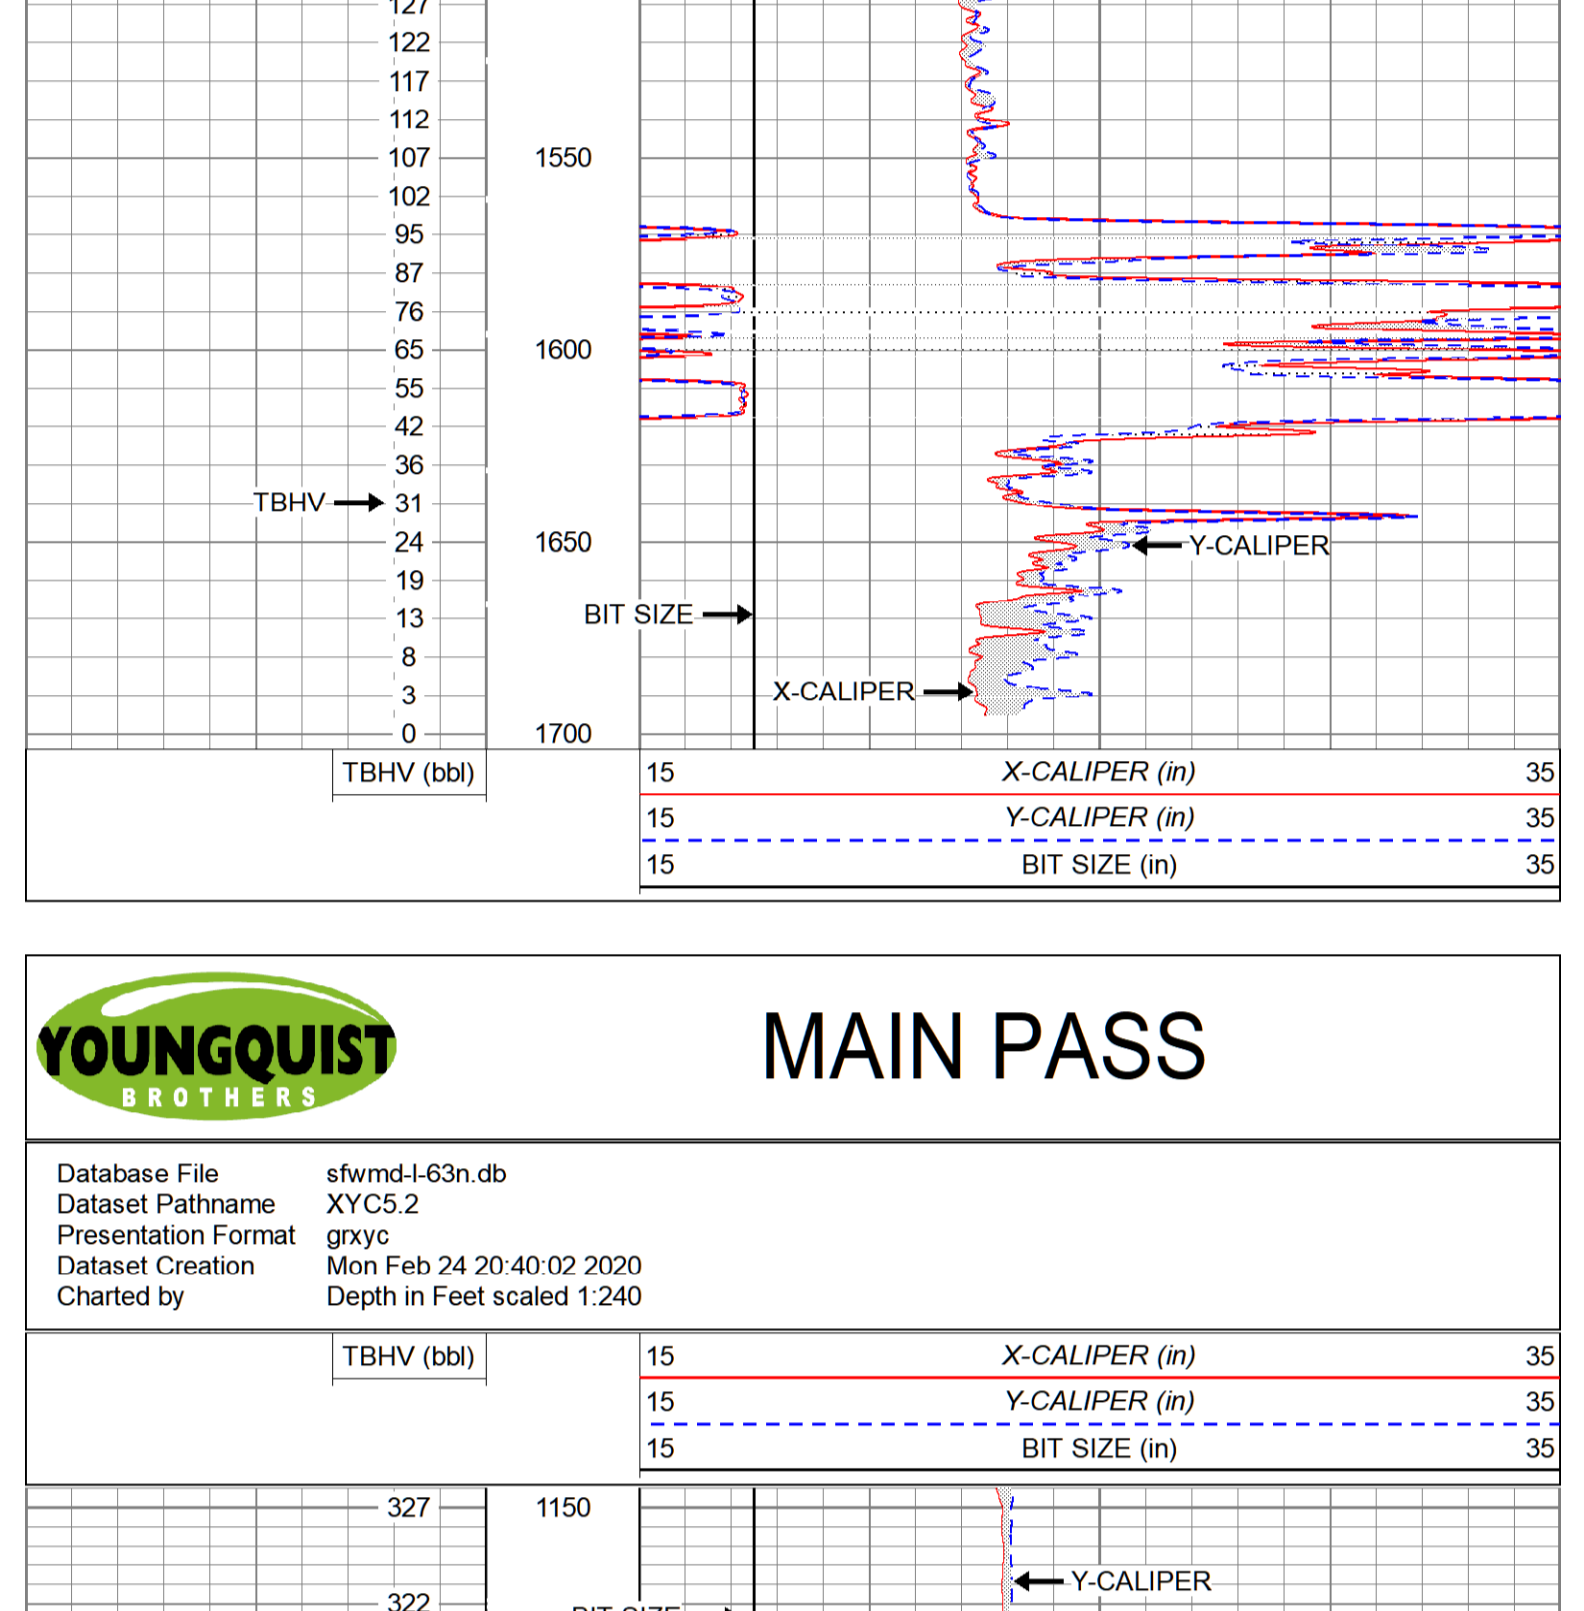 127
122
117
112
107 1550
102
95
87
76
65 1600
55
42
36
TBHV 31
24 1650 Y-CALIPER
19
BIT SIZE
13
8
X-CALIPER
3
0 1700
TBHV (bbl) 15 X-CALIPER (in) 35
15 Y-CALIPER (in) 35
15 BIT SIZE (in) 35
YOUNGQUIST
BROTHERS
MAIN PASS
Database File sfwmd-l-63n.db
Dataset Pathname XYC5.2
Presentation Format grxyc
Dataset Creation Mon Feb 24 20:40:02 2020
Charted by Depth in Feet scaled 1:240
TBHV (bbl) 15 X-CALIPER (in) 35
15 Y-CALIPER (in) 35
15 BIT SIZE (in) 35
327 1150
Y-CALIPER
322
BIT SIZE